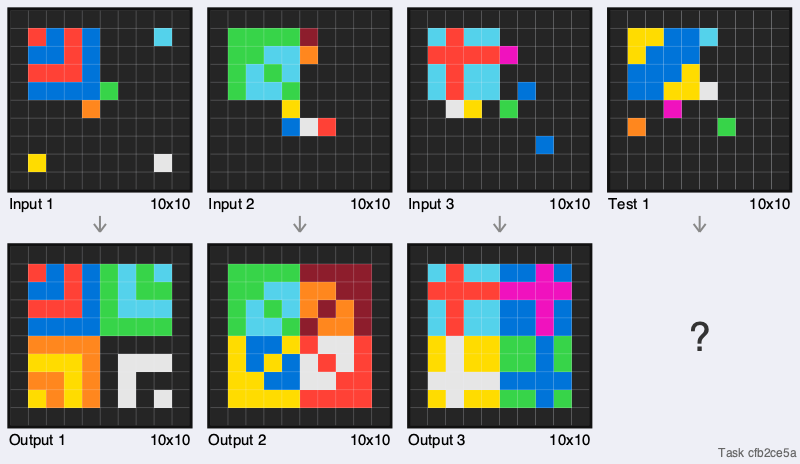 Input 1 10x10 Input 2 10x10 Input 3 10x10 Test 1 10x10
?
Output 1 10x10 Output 2 10x10 Output 3 10x10
Task cfb2ce5a